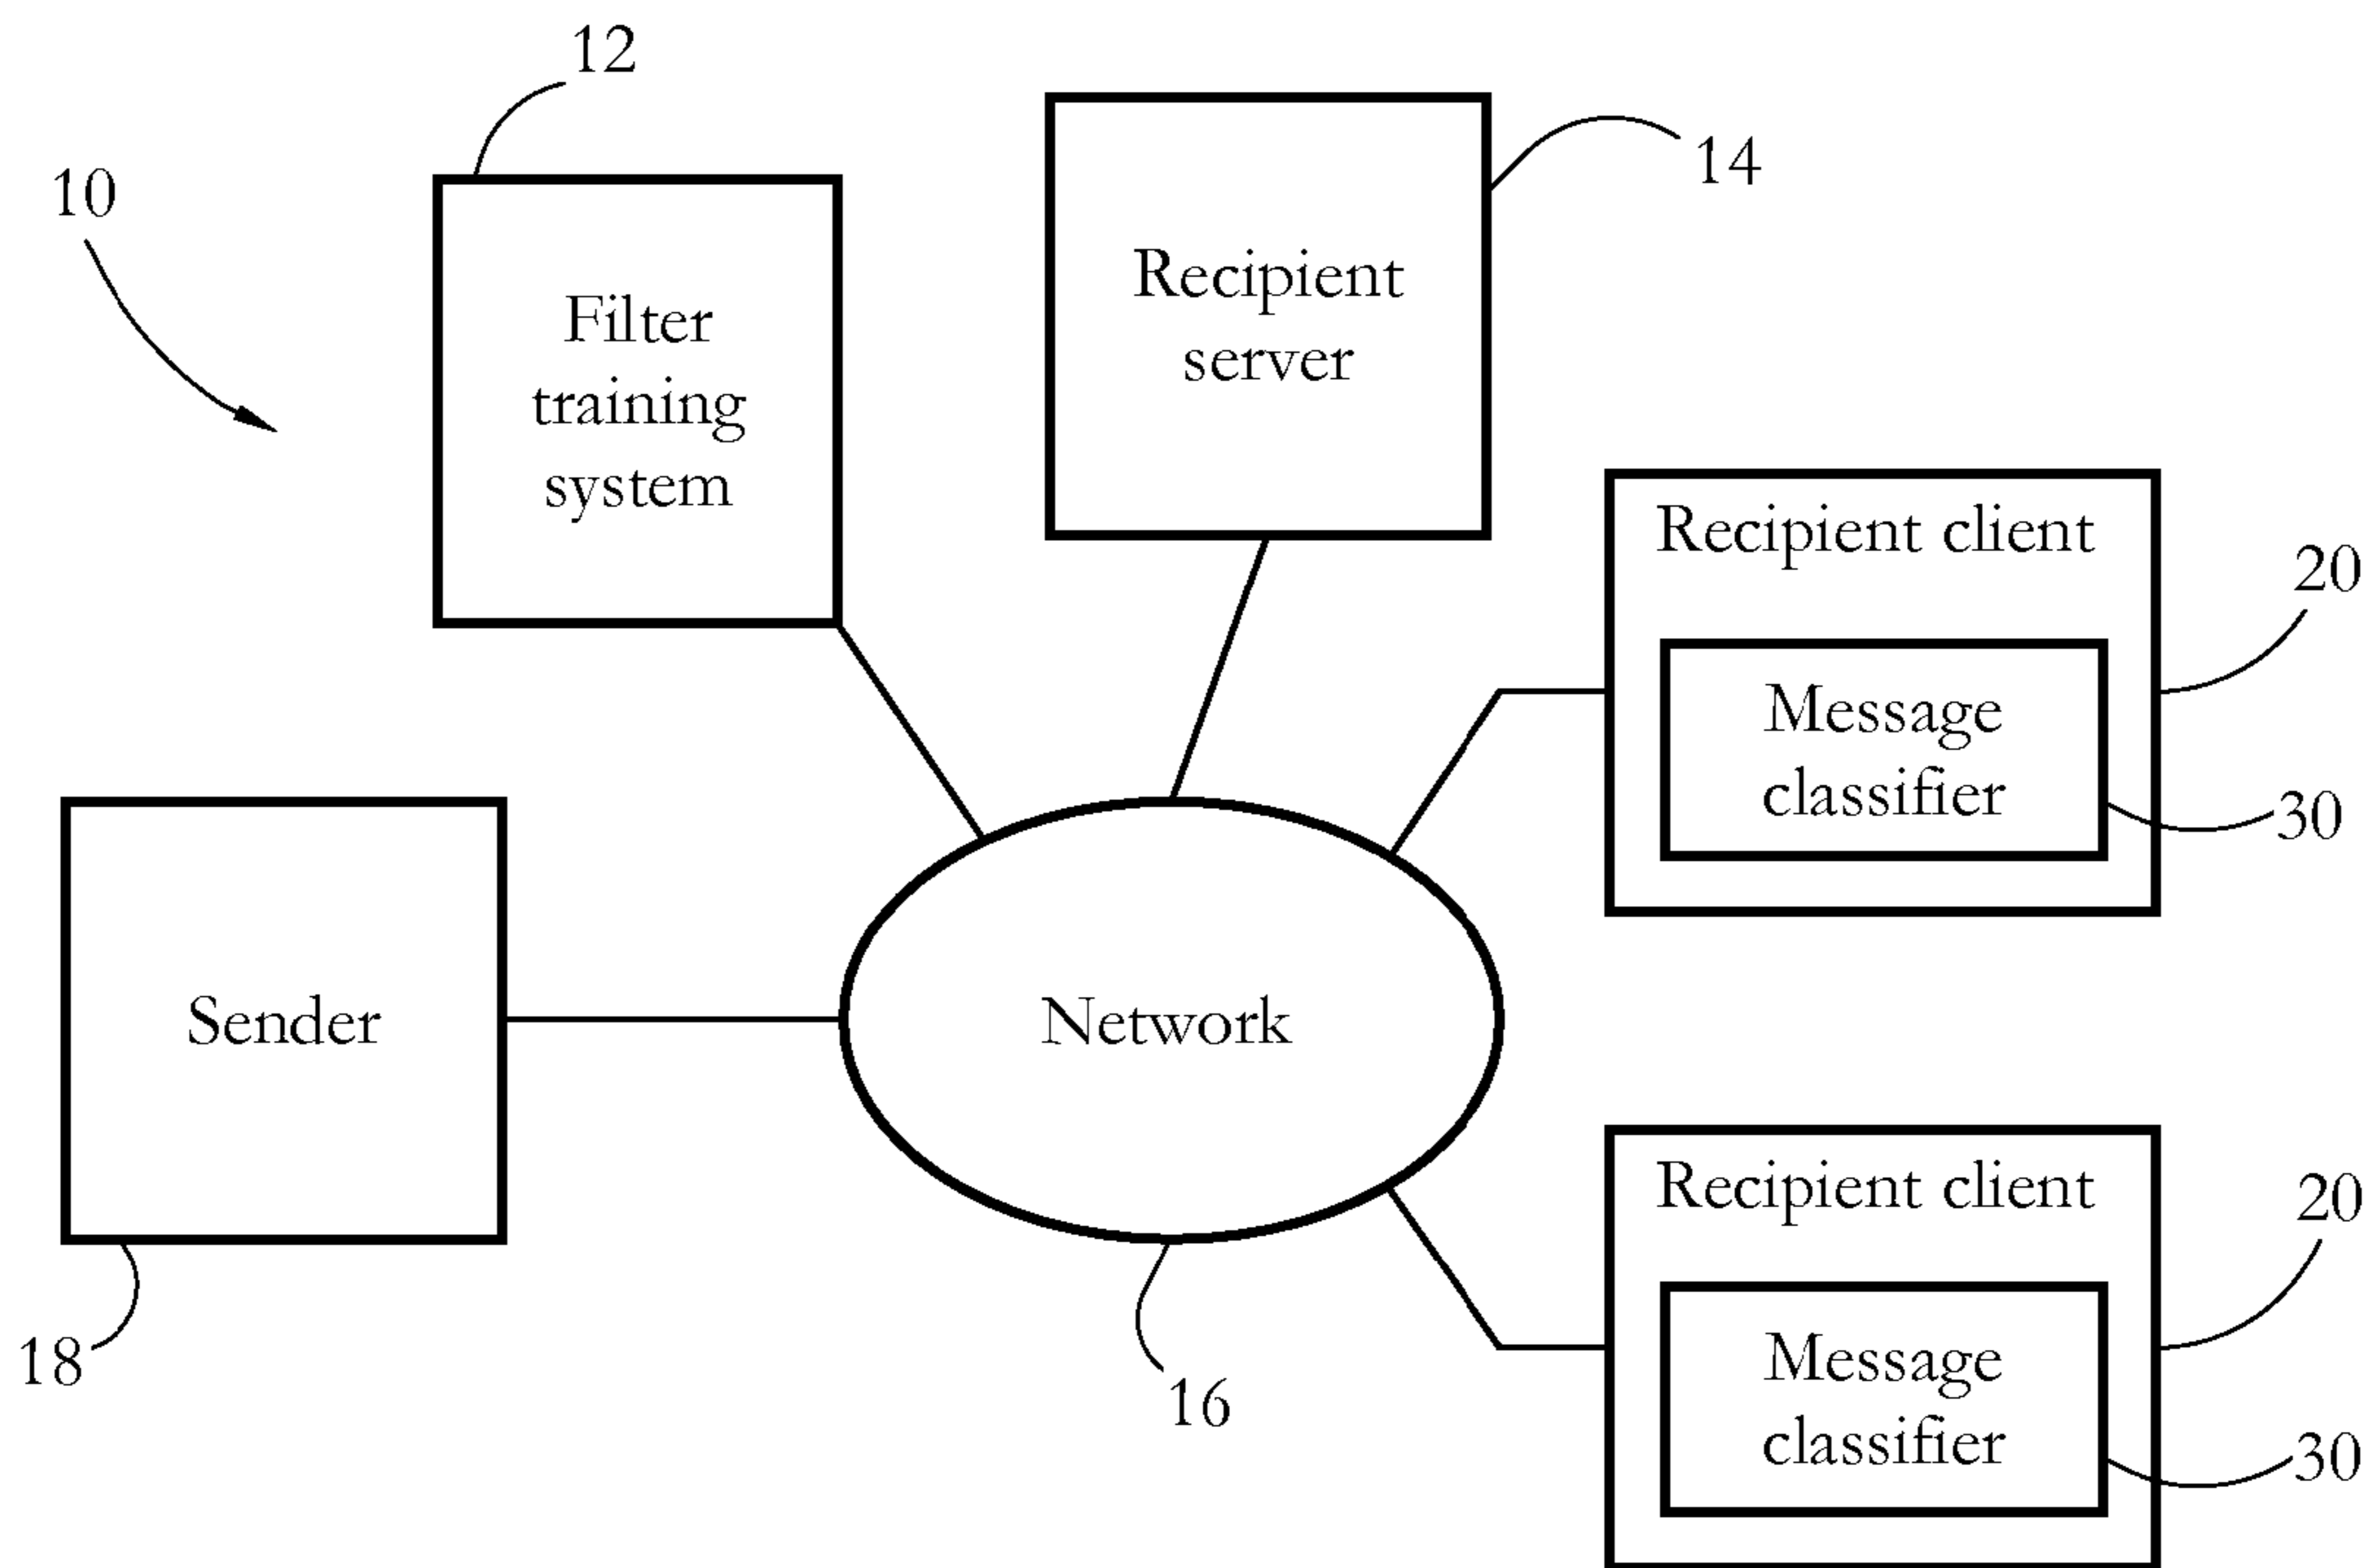 12
10
14
Filter
training
system
Recipient
server
Recipient client
20
Message
classifier
30
Sender
Network
18
16
Recipient client
20
Message
classifier
30